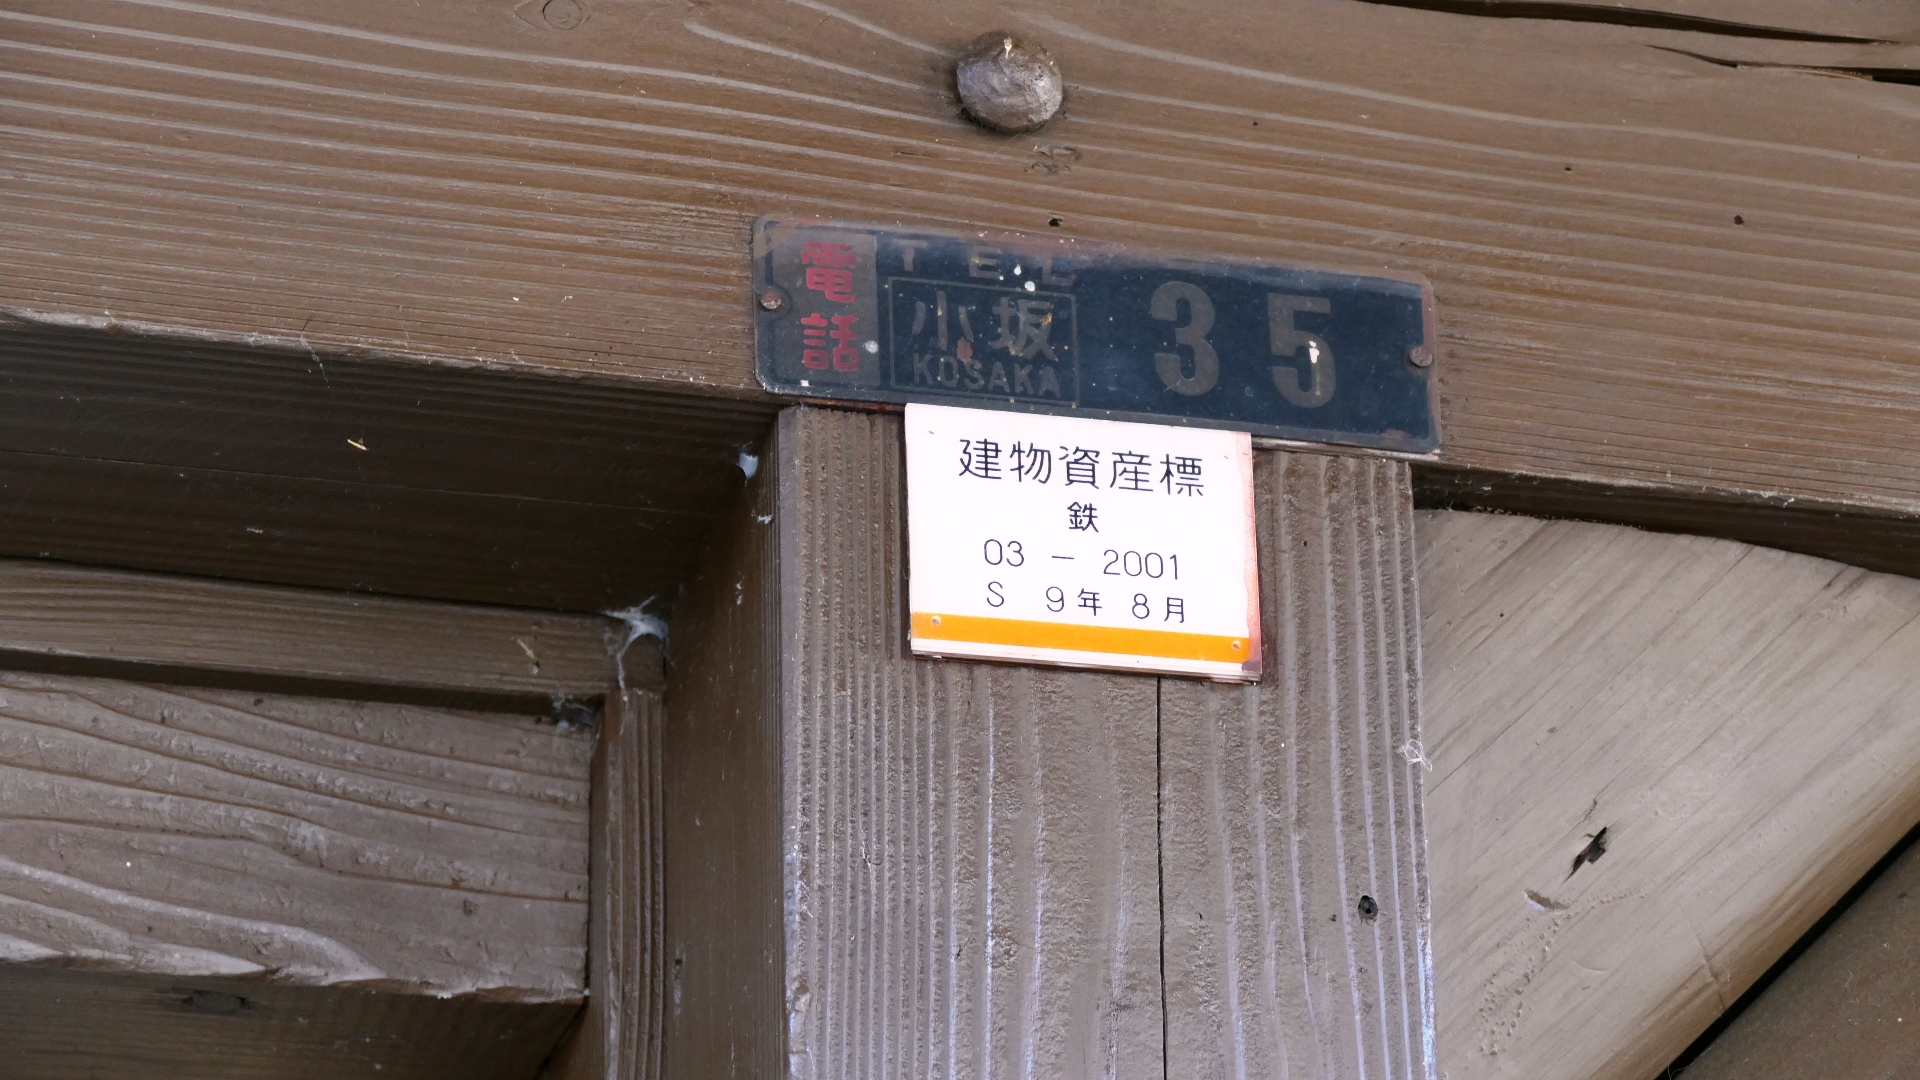 電話
TEL
小坂
KOSAKA
35
建物資産標
鉄
03 − 2001
S 9年 8月